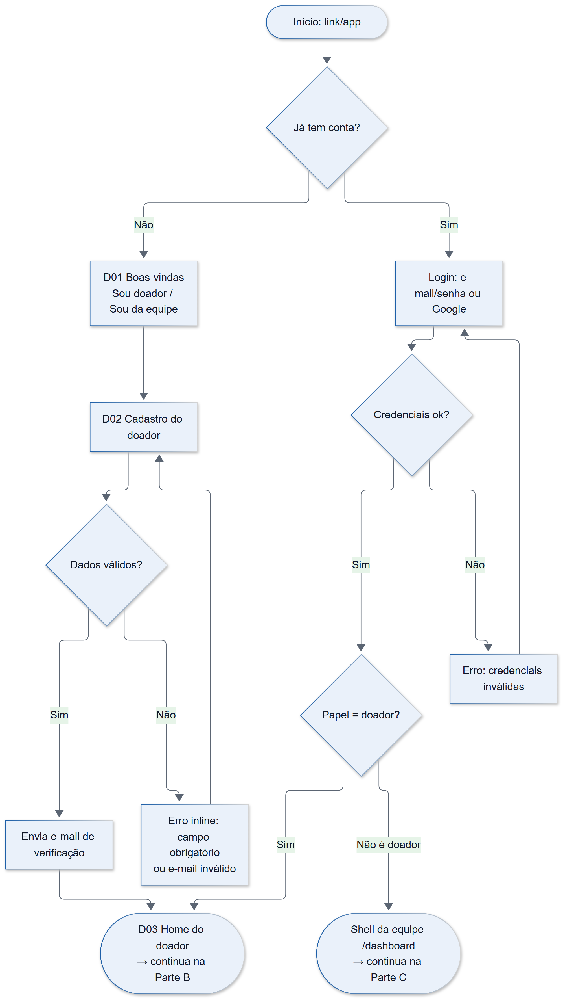 Início: link/app
Já tem conta?
Não
Sim
D01 Boas-vindas
Sou doador /
Sou da equipe
Login: e-
mail/senha ou
Google
D02 Cadastro do
doador
Credenciais ok?
Dados válidos?
Sim
Não
Erro: credenciais
inválidas
Sim
Não
Papel = doador?
Envia e-mail de
verificação
Erro inline:
campo
obrigatório
ou e-mail inválido
Sim
Não é doador
D03 Home do
doador
→ continua na
Parte B
Shell da equipe
/dashboard
→ continua na
Parte C